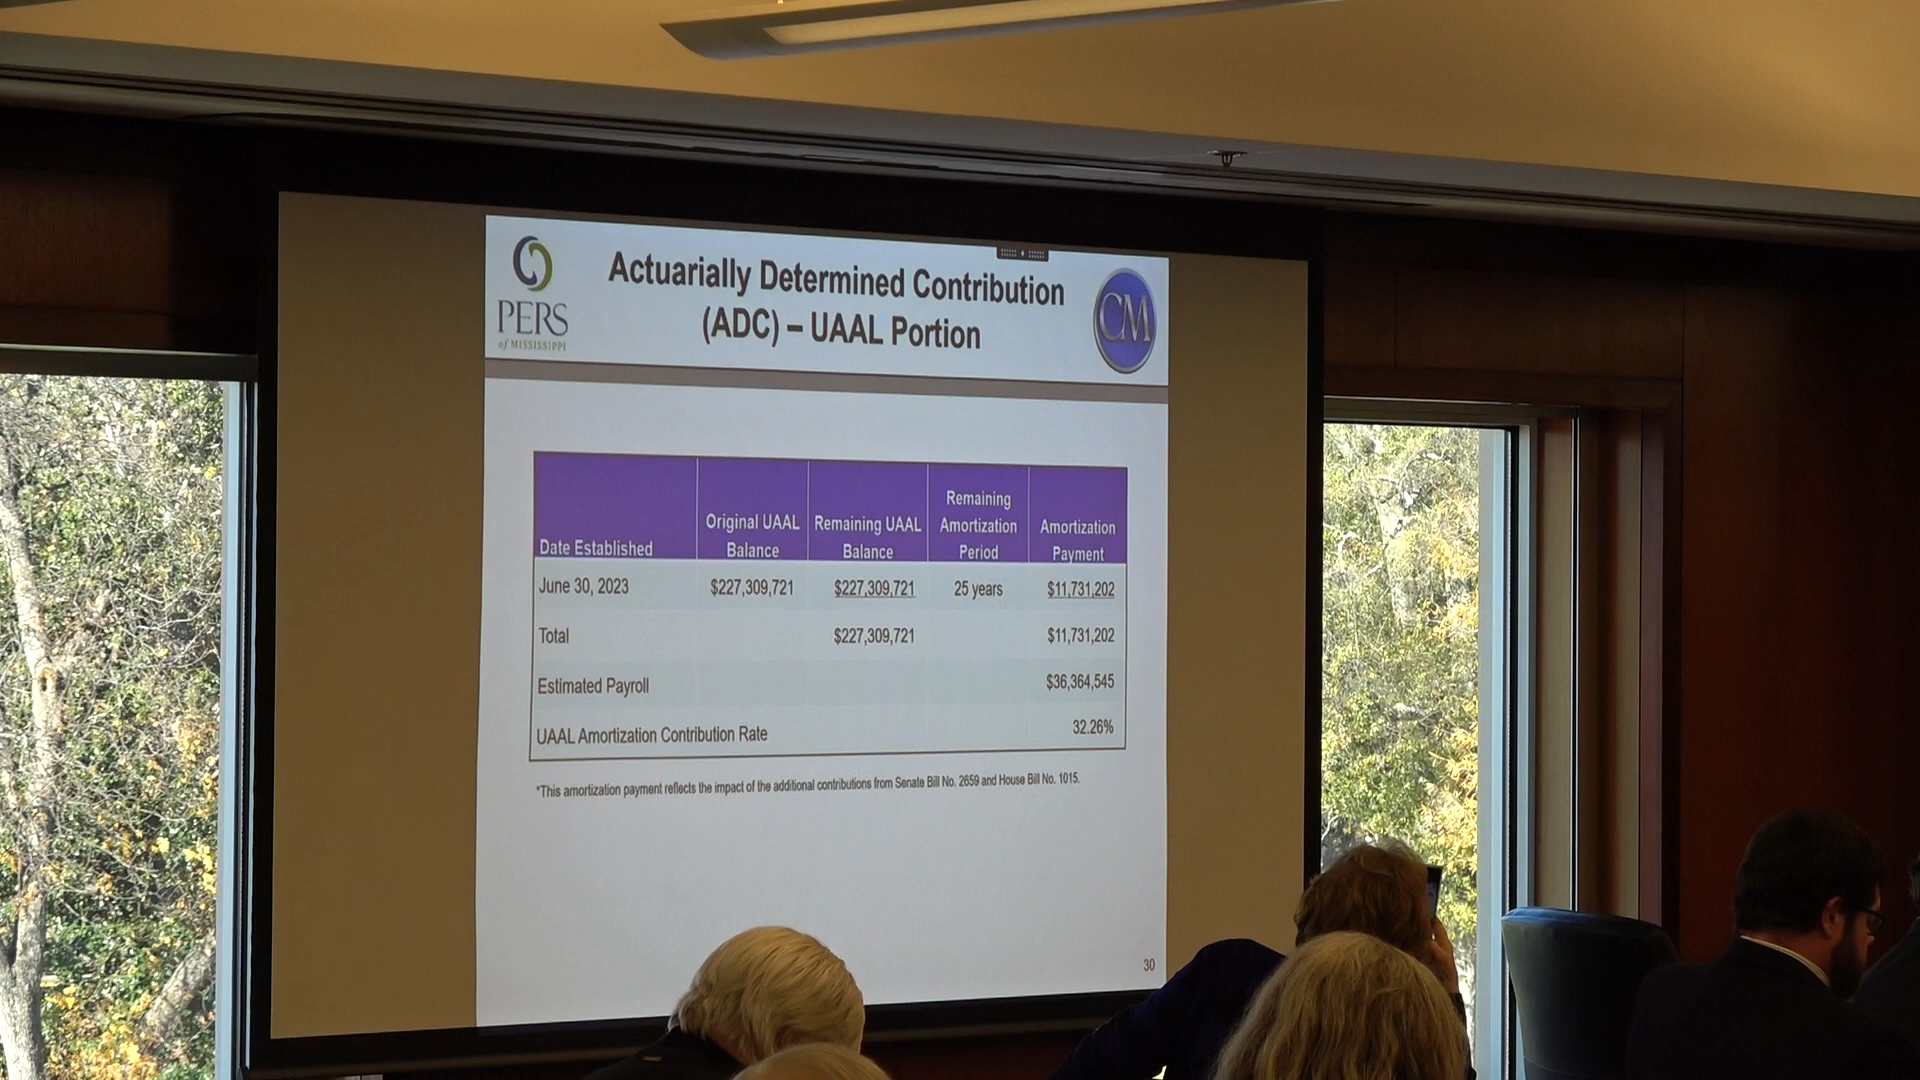 PERS
of MISSISSIPPI
Actuarially Determined Contribution
(ADC) – UAAL Portion
CM
Date Established Original UAAL Balance Remaining UAAL Balance Remaining Amortization Period Amortization Payment
June 30, 2023 $227,309,721 $227,309,721 25 years $11,731,202
Total $227,309,721 $11,731,202
Estimated Payroll $36,364,545
UAAL Amortization Contribution Rate 32.26%
*This amortization payment reflects the impact of the additional contributions from Senate Bill No. 2659 and House Bill No. 1015.
30